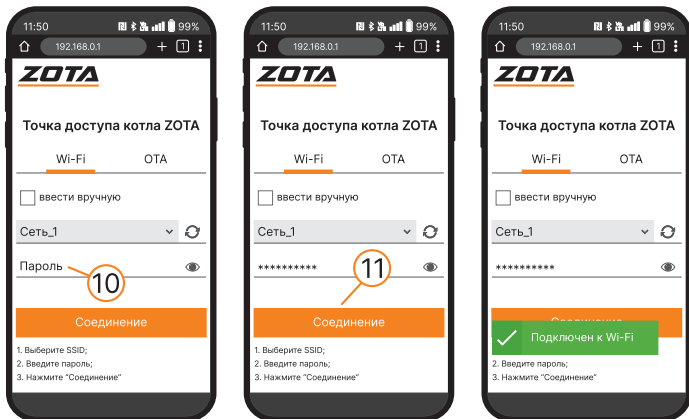 11:50 99%
192.168.0.1 + 1
ZOTA
Точка доступа котла ZOTA
Wi-Fi OTA
ввести вручную
Сеть_1
Пароль
10
Соединение
1. Выберите SSID;
2. Введите пароль;
3. Нажмите “Соединение”
11:50 99%
192.168.0.1 + 1
ZOTA
Точка доступа котла ZOTA
Wi-Fi OTA
ввести вручную
Сеть_1
**********
11
Соединение
1. Выберите SSID;
2. Введите пароль;
3. Нажмите “Соединение”
11:50 99%
192.168.0.1 + 1
ZOTA
Точка доступа котла ZOTA
Wi-Fi OTA
ввести вручную
Сеть_1
**********
Подключен к Wi-Fi
2. Введите пароль;
3. Нажмите “Соединение”